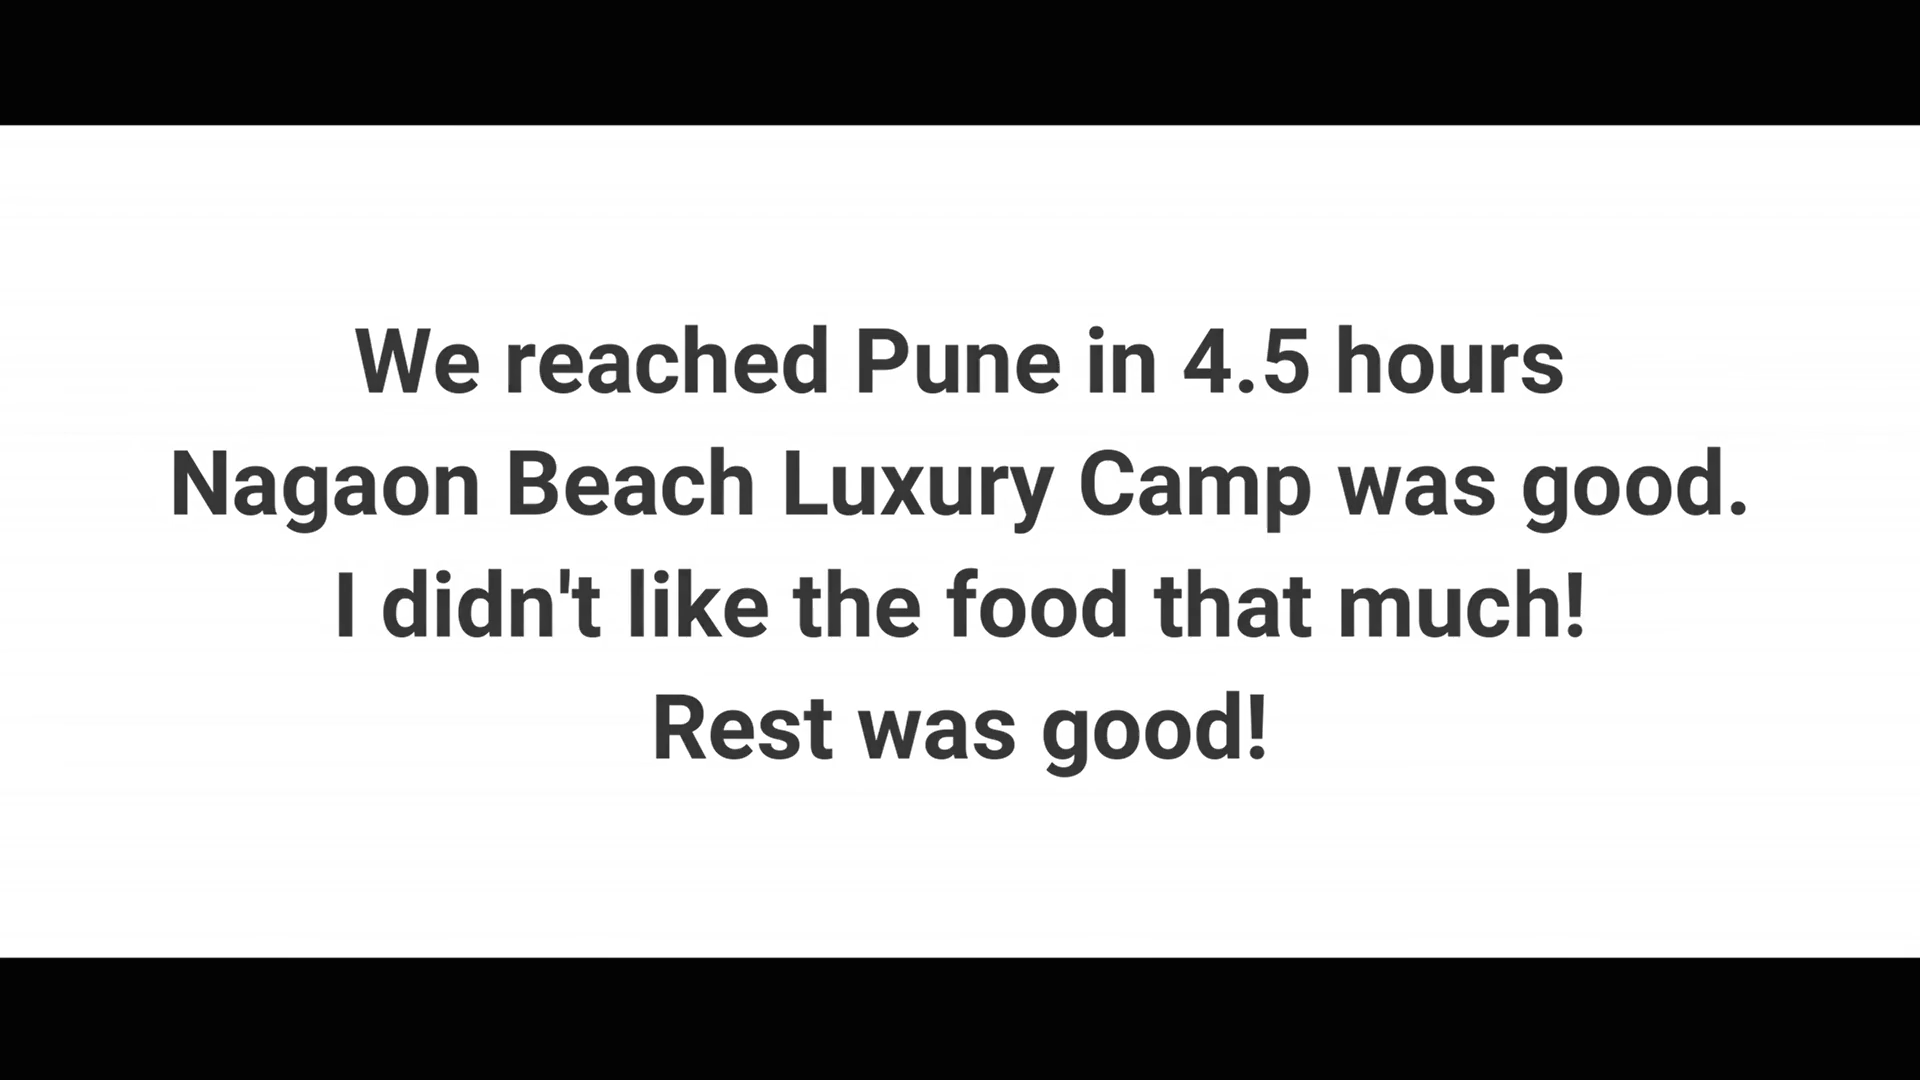 We reached Pune in 4.5 hours
Nagaon Beach Luxury Camp was good.
I didn't like the food that much!
Rest was good!